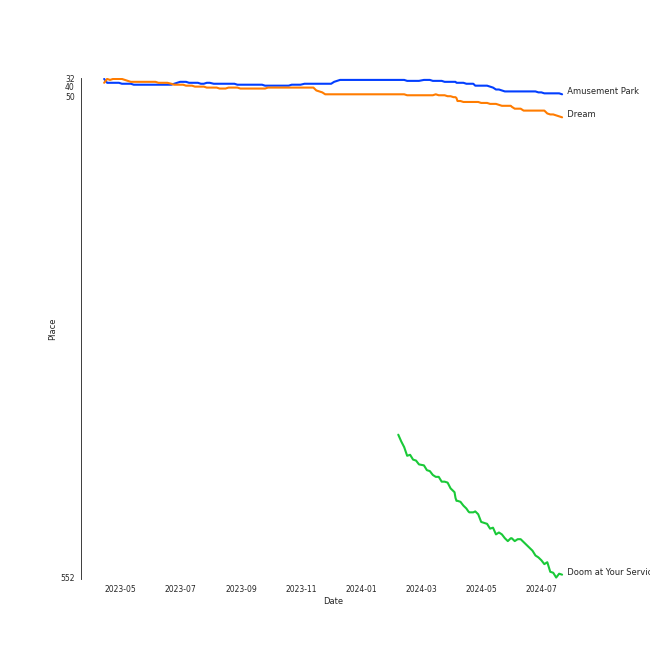 32
40
50
Amusement Park
Dream
Place
Doom at Your Servic
552
2023-05 2023-07 2023-09 2023-11 2024-01 2024-03 2024-05 2024-07
Date